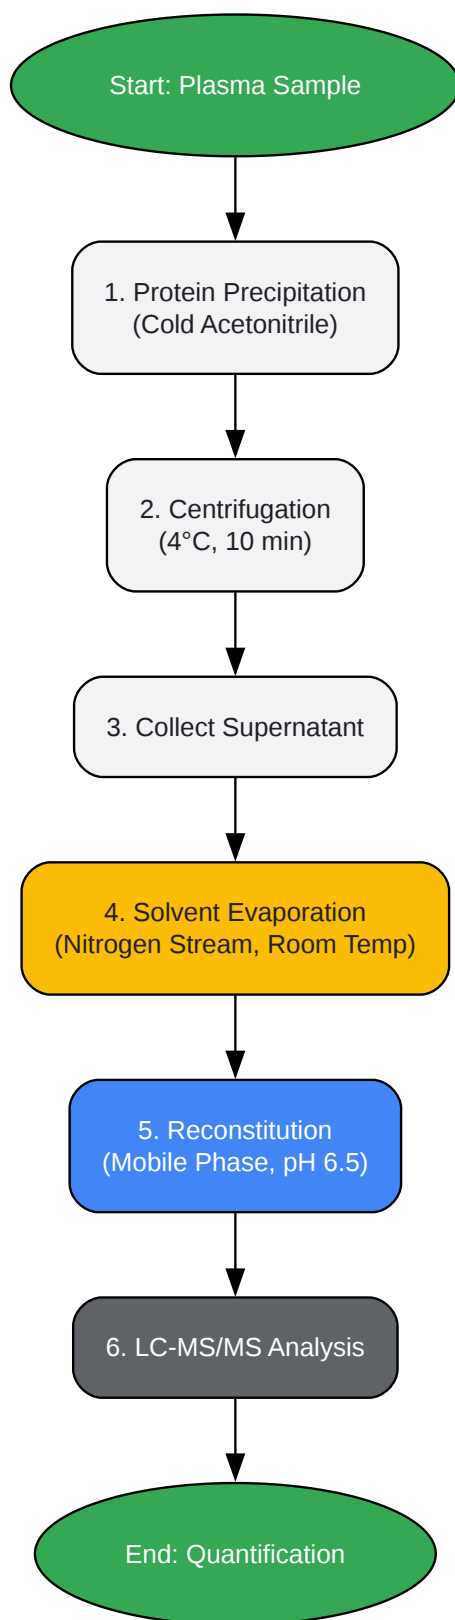 Start: Plasma Sample
1. Protein Precipitation
(Cold Acetonitrile)
2. Centrifugation
(4°C, 10 min)
3. Collect Supernatant
4. Solvent Evaporation
(Nitrogen Stream, Room Temp)
5. Reconstitution
(Mobile Phase, pH 6.5)
6. LC-MS/MS Analysis
End: Quantification